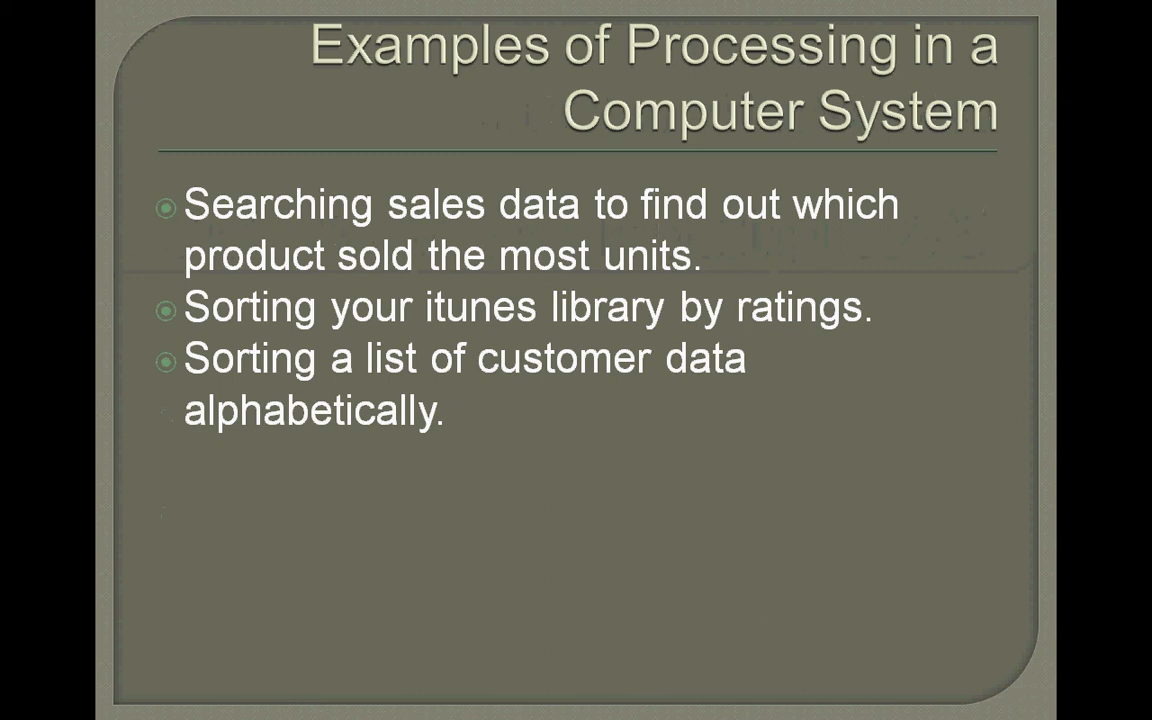 Examples of Processing in a
Computer System
Searching sales data to find out which
product sold the most units.
Sorting your itunes library by ratings.
Sorting a list of customer data
alphabetically.